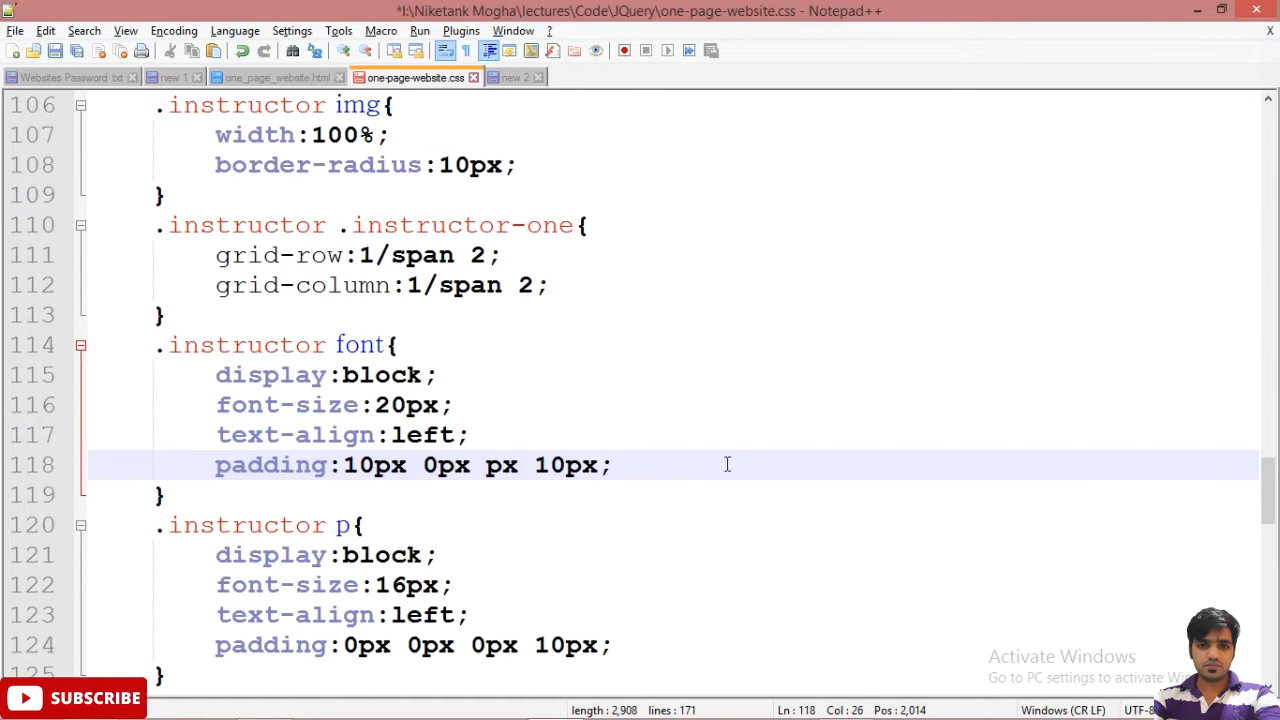 *I:\Niketank Mogha\lectures\Code\JQuery\one-page-website.css - Notepad++
File Edit Search View Encoding Language Settings Tools Macro Run Plugins Window ?
X
Websites Password txt new 1 one_page_website.html one-page-website.css new 2
106 .instructor img{
107 width:100%;
108 border-radius:10px;
109 }
110 .instructor .instructor-one{
111 grid-row:1/span 2;
112 grid-column:1/span 2;
113 }
114 .instructor font{
115 display:block;
116 font-size:20px;
117 text-align:left;
118 padding:10px 0px px 10px;
119 }
120 .instructor p{
121 display:block;
122 font-size:16px;
123 text-align:left;
124 padding:0px 0px 0px 10px;
125 }
Activate Windows
Go to PC settings to activate
SUBSCRIBE
length : 2,908 lines : 171 Ln : 118 Col : 26 Pos : 2,014 Windows (CR LF) UTF-8